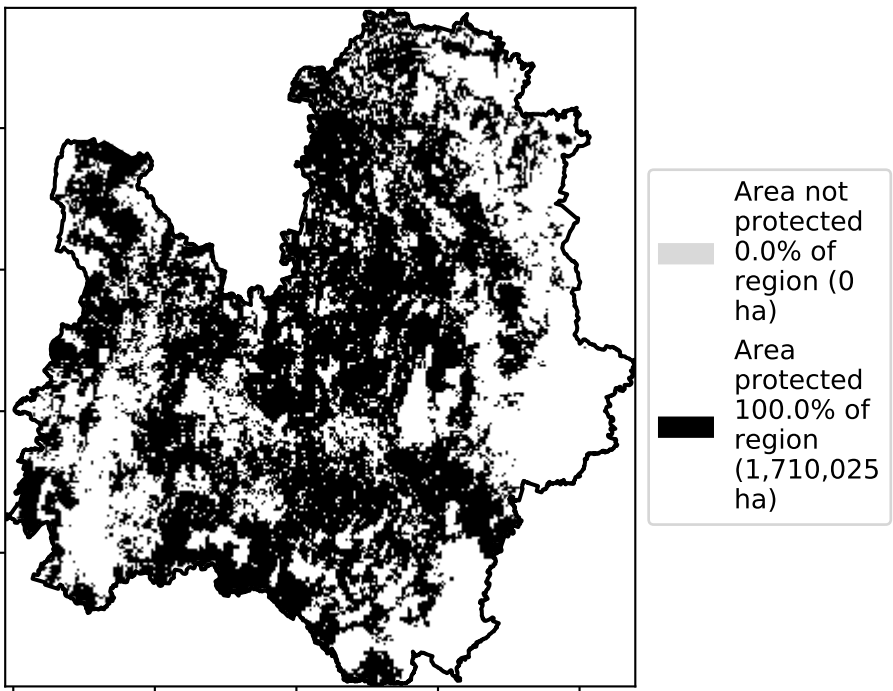 Area not
protected
0.0% of
region (0
ha)
Area
protected
100.0% of
region
(1,710,025
ha)